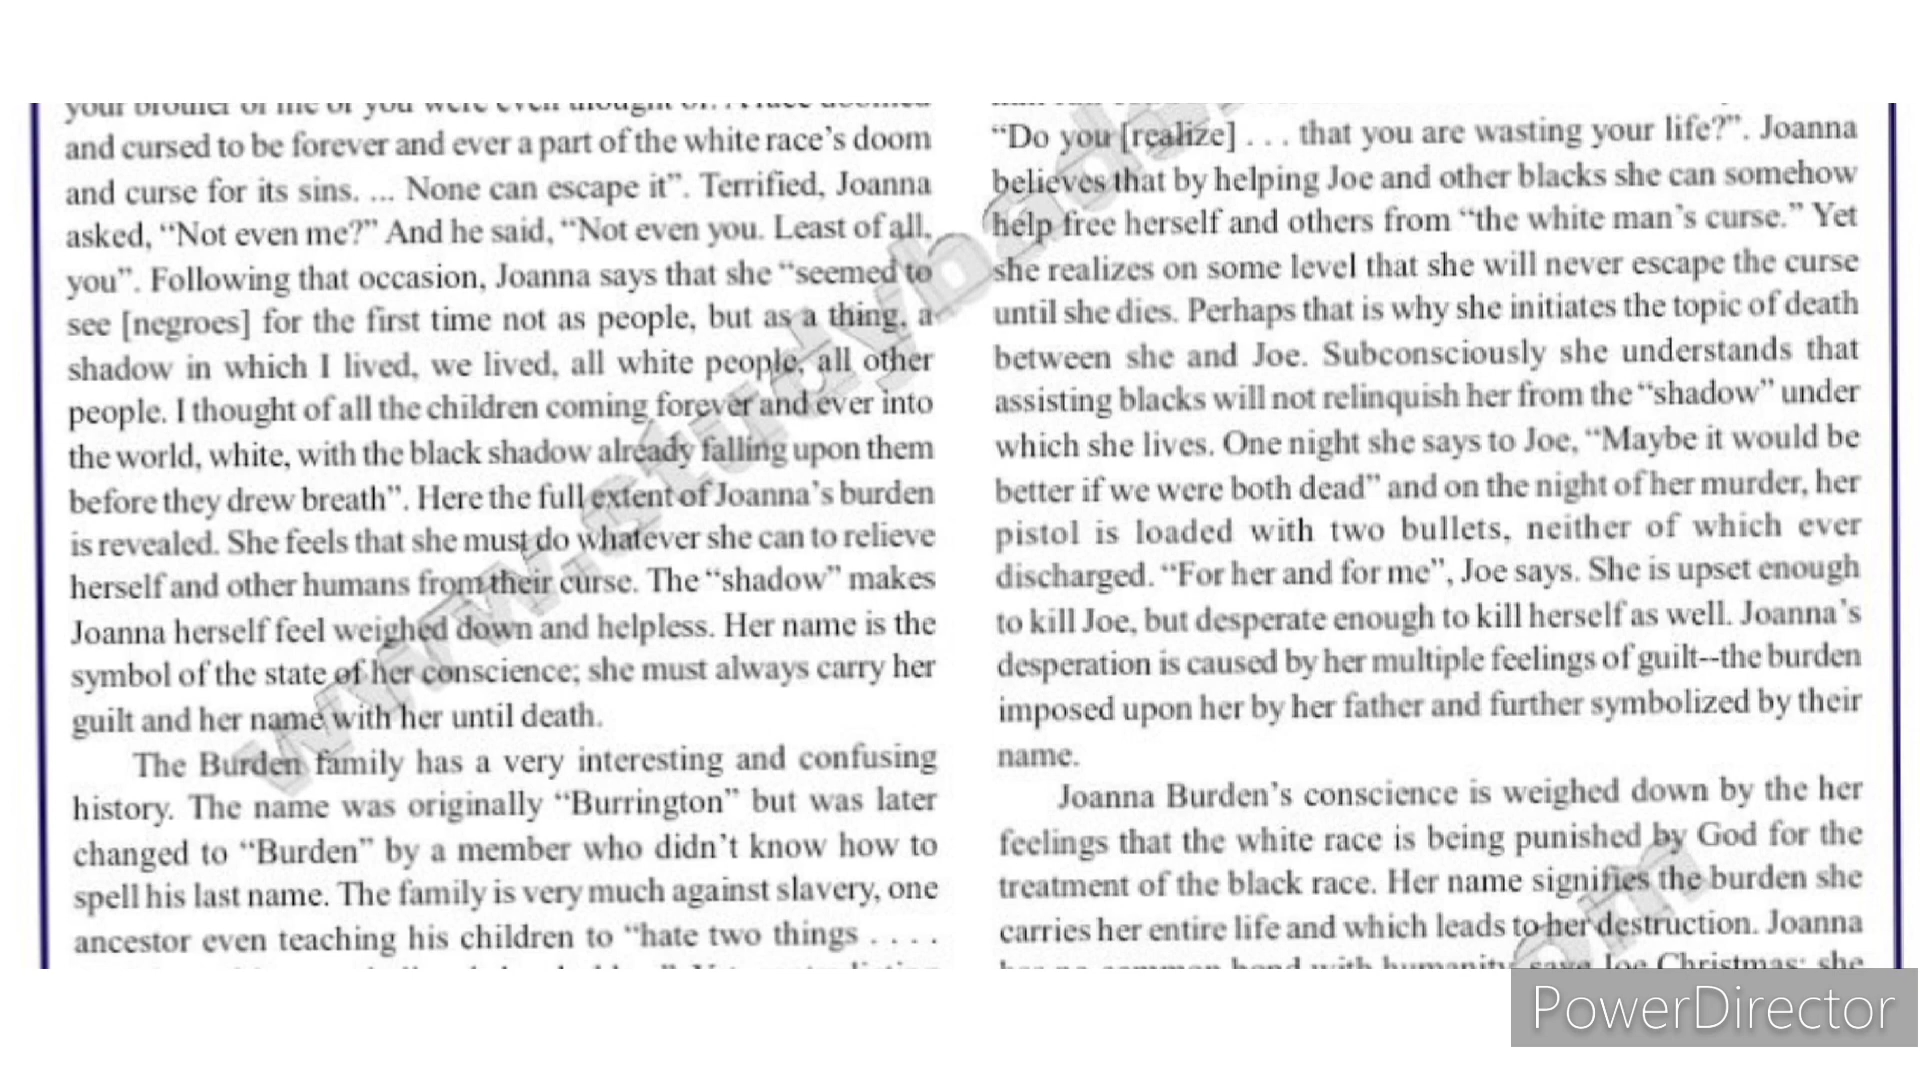 your brother or me or you were even thought of. A race doomed
and cursed to be forever and ever a part of the white race’s doom
and curse for its sins. ... None can escape it”. Terrified, Joanna
asked, “Not even me?” And he said, “Not even you. Least of all,
you”. Following that occasion, Joanna says that she “seemed to
see [negroes] for the first time not as people, but as a thing, a
shadow in which I lived, we lived, all white people, all other
people. I thought of all the children coming forever and ever into
the world, white, with the black shadow already falling upon them
before they drew breath”. Here the full extent of Joanna’s burden
is revealed. She feels that she must do whatever she can to relieve
herself and other humans from their curse. The “shadow” makes
Joanna herself feel weighed down and helpless. Her name is the
symbol of the state of her conscience; she must always carry her
guilt and her name with her until death.
The Burden family has a very interesting and confusing
history. The name was originally “Burrington” but was later
changed to “Burden” by a member who didn’t know how to
spell his last name. The family is very much against slavery, one
ancestor even teaching his children to “hate two things . . . .
“Do you [realize] . . . that you are wasting your life?”. Joanna
believes that by helping Joe and other blacks she can somehow
help free herself and others from “the white man’s curse.” Yet
she realizes on some level that she will never escape the curse
until she dies. Perhaps that is why she initiates the topic of death
between she and Joe. Subconsciously she understands that
assisting blacks will not relinquish her from the “shadow” under
which she lives. One night she says to Joe, “Maybe it would be
better if we were both dead” and on the night of her murder, her
pistol is loaded with two bullets, neither of which ever
discharged. “For her and for me”, Joe says. She is upset enough
to kill Joe, but desperate enough to kill herself as well. Joanna’s
desperation is caused by her multiple feelings of guilt--the burden
imposed upon her by her father and further symbolized by their
name.
Joanna Burden’s conscience is weighed down by the her
feelings that the white race is being punished by God for the
treatment of the black race. Her name signifies the burden she
carries her entire life and which leads to her destruction. Joanna
has no common bond with humanity save Joe Christmas; she
www.studybad
om
PowerDirector